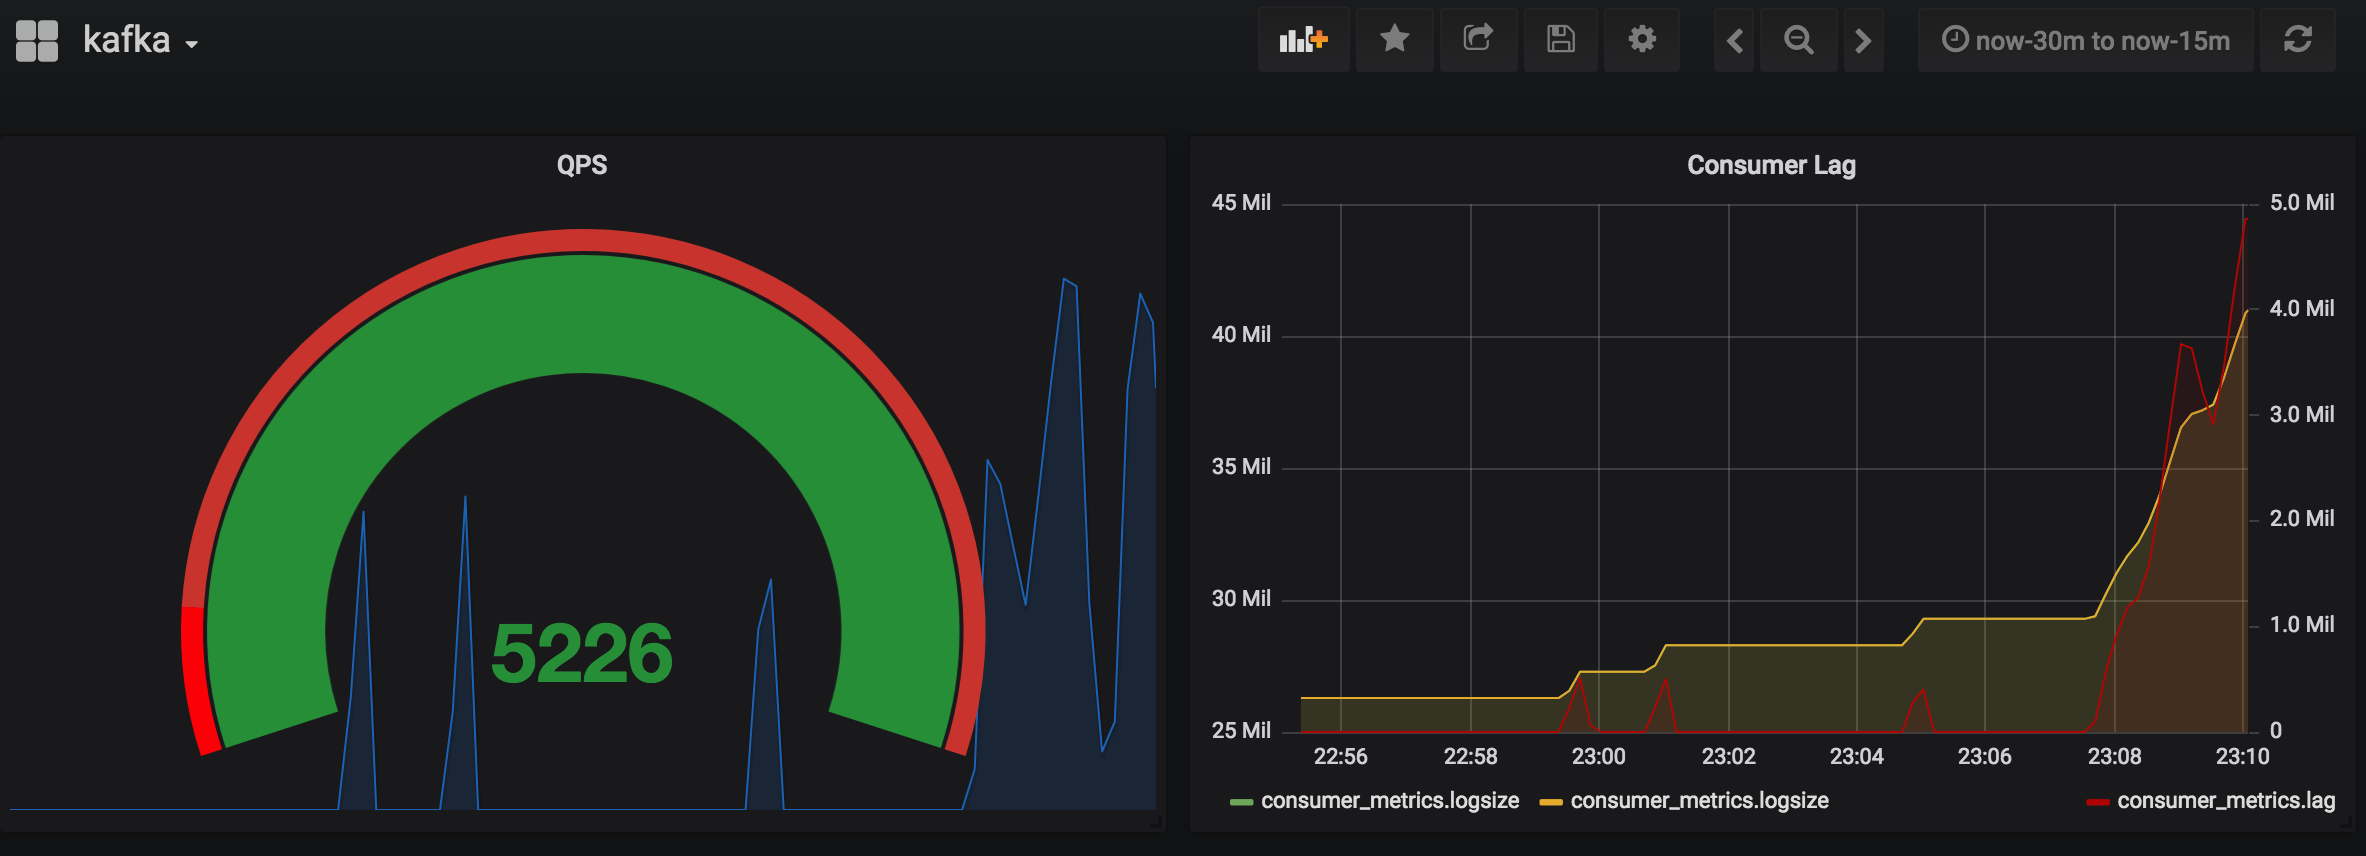 kafka
now-30m to now-15m
QPS
5226
Consumer Lag
45 Mil
40 Mil
35 Mil
30 Mil
25 Mil
5.0 Mil
4.0 Mil
3.0 Mil
2.0 Mil
1.0 Mil
0
22:56 22:58 23:00 23:02 23:04 23:06 23:08 23:10
consumer_metrics.logsize consumer_metrics.logsize consumer_metrics.lag